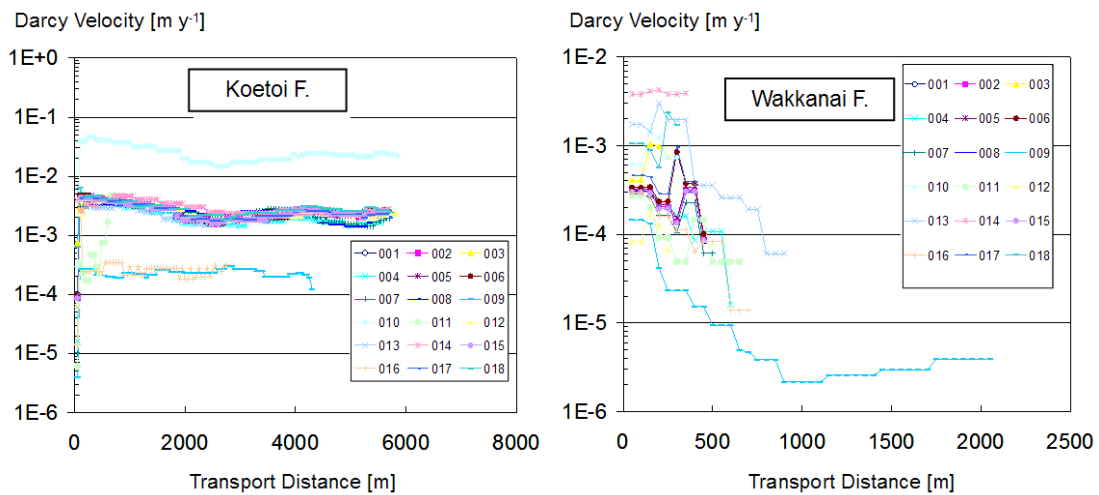 Darcy Velocity [m y-1]
1E+0
1E-1
1E-2
1E-3
1E-4
1E-5
1E-6
Koetoi F.
001 002 003
004 005 006
007 008 009
010 011 012
013 014 015
016 017 018
0 2000 4000 6000 8000
Transport Distance [m]
Darcy Velocity [m y-1]
1E-2
1E-3
1E-4
1E-5
1E-6
Wakkanai F.
001 002 003
004 005 006
007 008 009
010 011 012
013 014 015
016 017 018
0 500 1000 1500 2000 2500
Transport Distance [m]